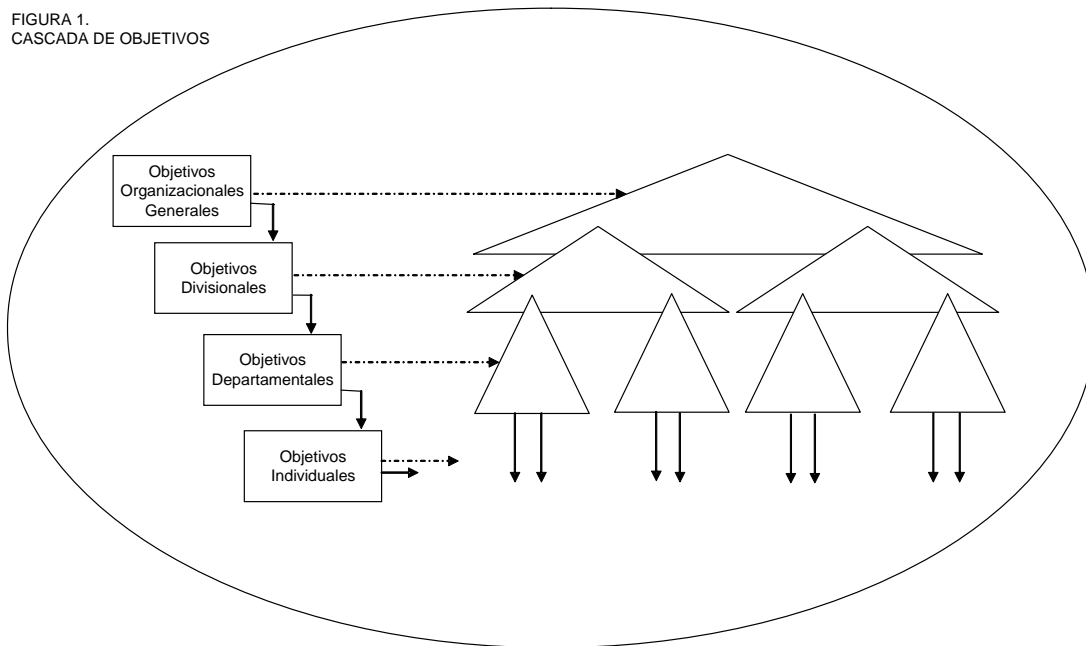 FIGURA 1.
CASCADA DE OBJETIVOS
Objetivos
Organizacionales
Generales
Objetivos
Divisionales
Objetivos
Departamentales
Objetivos
Individuales